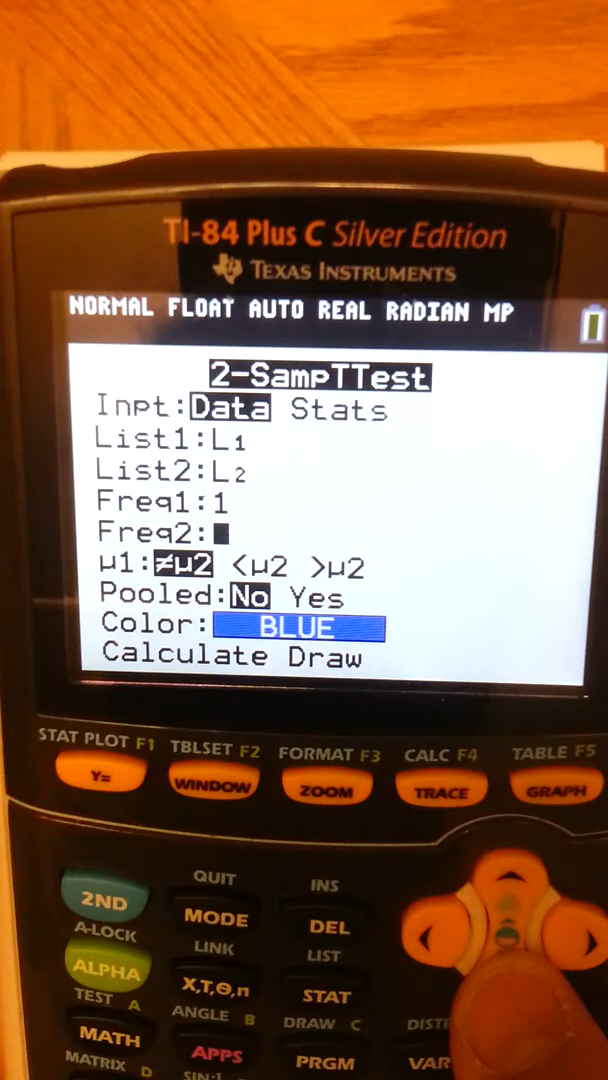 TI-84 Plus C Silver Edition
TEXAS INSTRUMENTS
NORMAL FLOAT AUTO REAL RADIAN MP
2-SampTTest
Inpt:Data Stats
List1:L1
List2:L2
Freq1:1
Freq2:
μ1:≠μ2 <μ2 >μ2
Pooled:No Yes
Color: BLUE
Calculate Draw
STAT PLOT F1 TBLSET F2 FORMAT F3 CALC F4 TABLE F5
Y= WINDOW ZOOM TRACE GRAPH
QUIT INS
2ND MODE DEL
A-LOCK LINK LIST
ALPHA X,T,Θ,n STAT
TEST A ANGLE B DRAW C DISTR
MATH APPS PRGM
MATRIX D